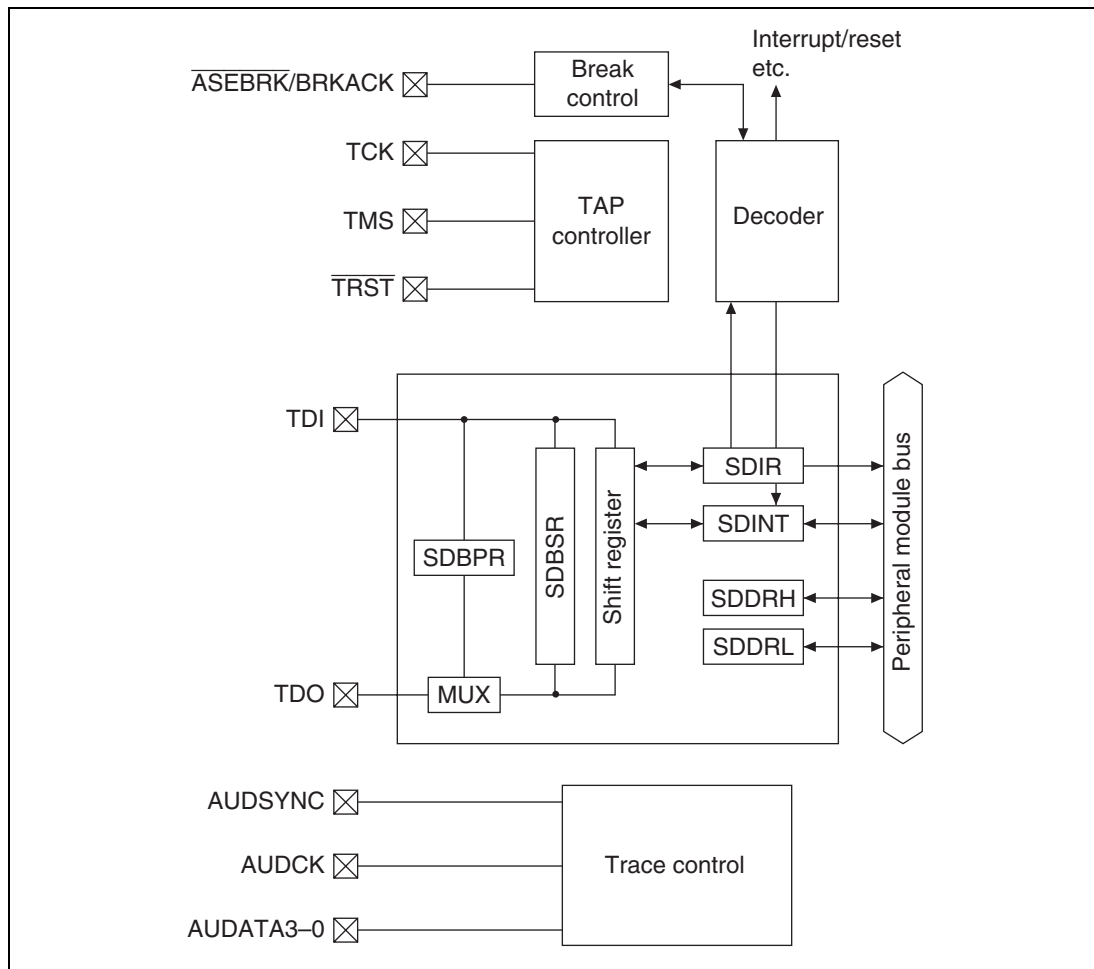 Interrupt/reset
etc.
ASEBRK/BRKACK
Break
control
TCK
TMS
TRST
TAP
controller
Decoder
TDI
SDBPR
SDBSR
Shift register
SDIR
SDINT
SDDRH
SDDRL
Peripheral module bus
TDO
MUX
AUDSYNC
AUDCK
AUDATA3–0
Trace control